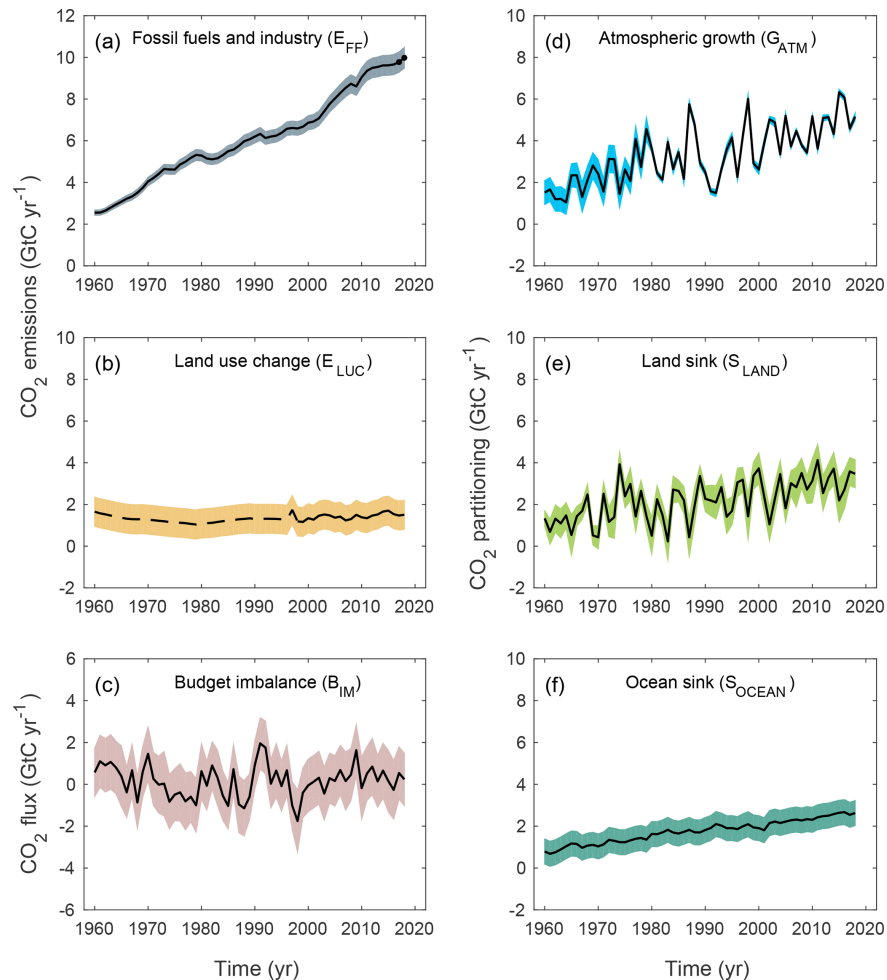 (a) Fossil fuels and industry (E_FF)
12
10
8
6
4
2
0
1960 1970 1980 1990 2000 2010 2020
CO₂ emissions (GtC yr⁻¹)
(b) Land use change (E_LUC)
10
8
6
4
2
0
-2
1960 1970 1980 1990 2000 2010 2020
(c) Budget imbalance (B_IM)
6
4
2
0
-2
-4
-6
1960 1970 1980 1990 2000 2010 2020
CO₂ flux (GtC yr⁻¹)
Time (yr)
(d) Atmospheric growth (G_ATM)
10
8
6
4
2
0
-2
1960 1970 1980 1990 2000 2010 2020
CO₂ partitioning (GtC yr⁻¹)
(e) Land sink (S_LAND)
10
8
6
4
2
0
-2
1960 1970 1980 1990 2000 2010 2020
(f) Ocean sink (S_OCEAN)
10
8
6
4
2
0
-2
1960 1970 1980 1990 2000 2010 2020
Time (yr)